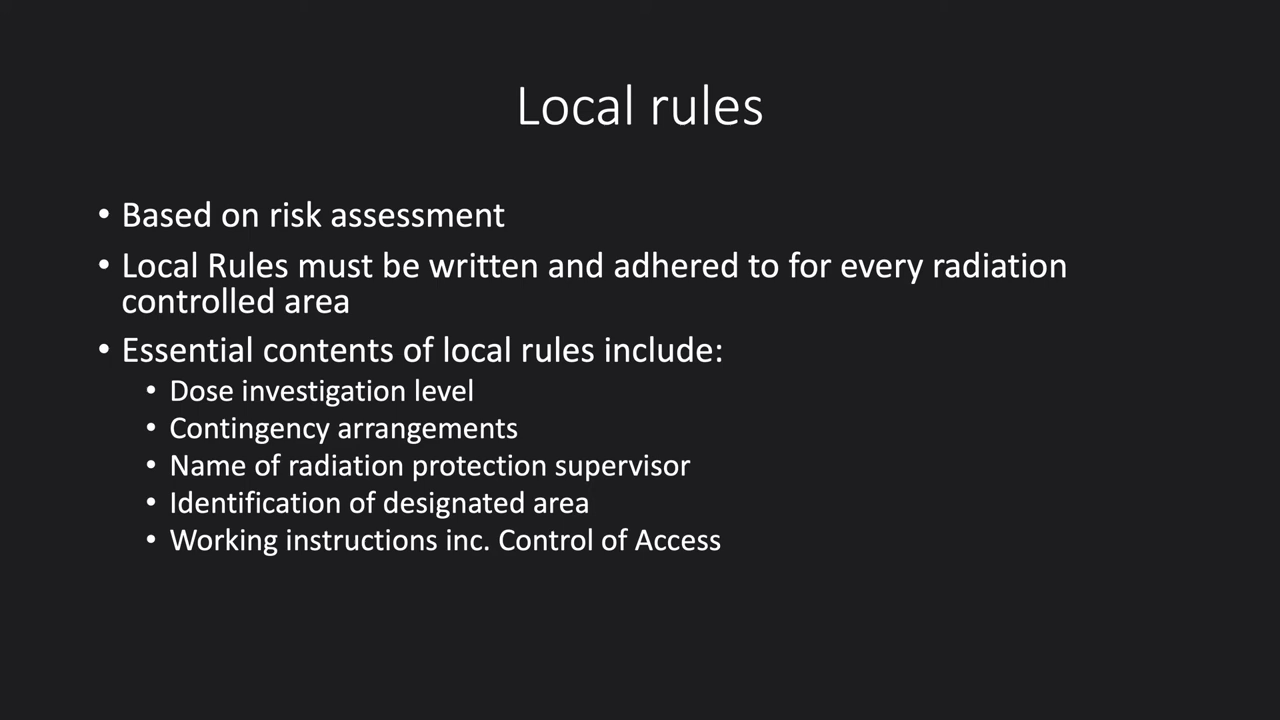 Local rules
• Based on risk assessment
• Local Rules must be written and adhered to for every radiation
controlled area
• Essential contents of local rules include:
• Dose investigation level
• Contingency arrangements
• Name of radiation protection supervisor
• Identification of designated area
• Working instructions inc. Control of Access